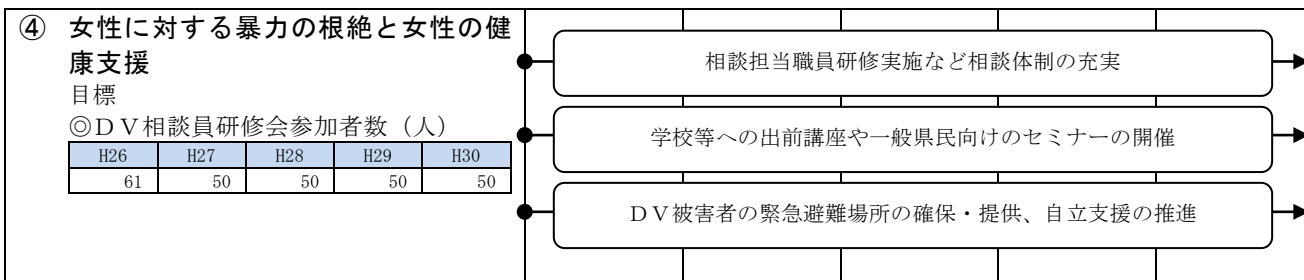 ④ 女性に対する暴力の根絶と女性の健
康支援
目標
◎ＤＶ相談員研修会参加者数（人）
H26 H27 H28 H29 H30
61 50 50 50 50
相談担当職員研修実施など相談体制の充実
学校等への出前講座や一般県民向けのセミナーの開催
ＤＶ被害者の緊急避難場所の確保・提供、自立支援の推進